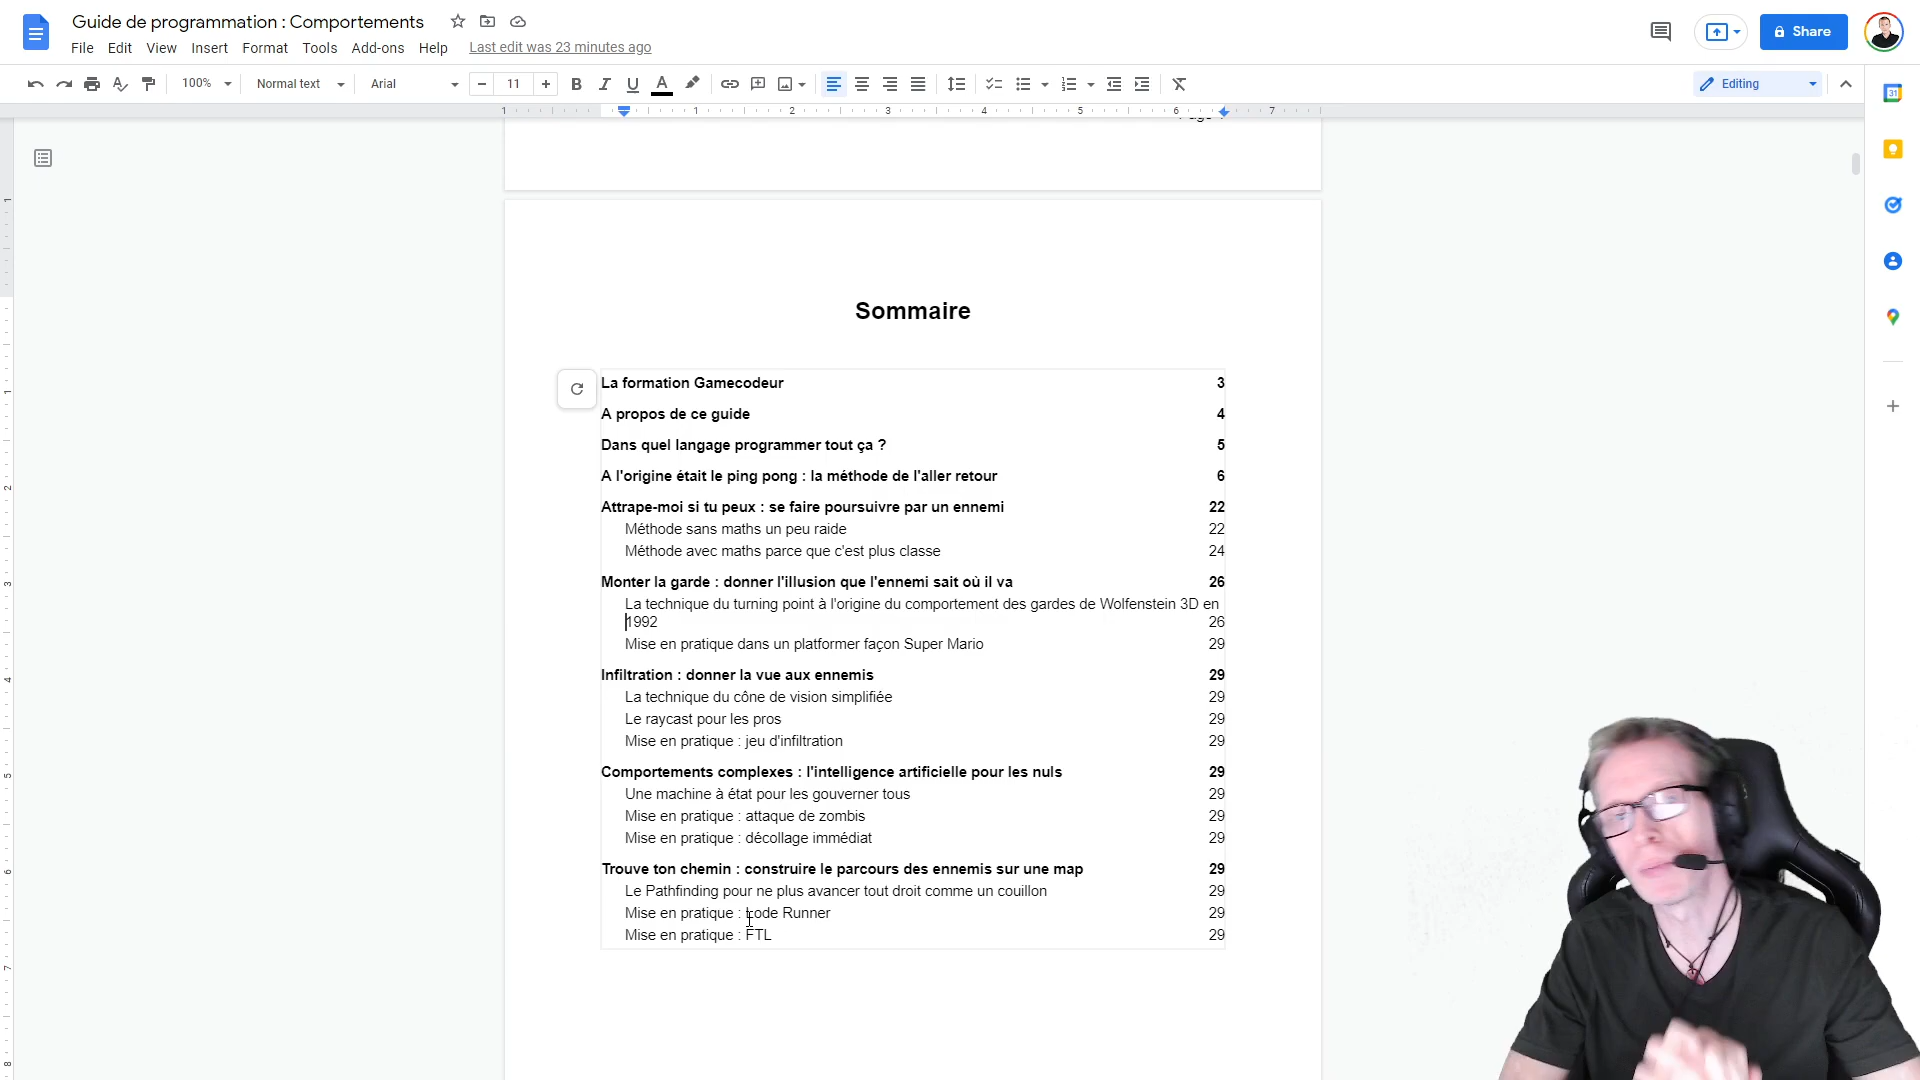 Guide de programmation : Comportements
File Edit View Insert Format Tools Add-ons Help Last edit was 23 minutes ago
Share
100% Normal text Arial 11 Editing
1 1 2 3 4 5 6 7
31
Sommaire
La formation Gamecodeur 3
A propos de ce guide 4
Dans quel langage programmer tout ça ? 5
A l'origine était le ping pong : la méthode de l'aller retour 6
Attrape-moi si tu peux : se faire poursuivre par un ennemi 22
Méthode sans maths un peu raide 22
Méthode avec maths parce que c'est plus classe 24
Monter la garde : donner l'illusion que l'ennemi sait où il va 26
La technique du turning point à l'origine du comportement des gardes de Wolfenstein 3D en
1992 26
Mise en pratique dans un platformer façon Super Mario 29
Infiltration : donner la vue aux ennemis 29
La technique du cône de vision simplifiée 29
Le raycast pour les pros 29
Mise en pratique : jeu d'infiltration 29
Comportements complexes : l'intelligence artificielle pour les nuls 29
Une machine à état pour les gouverner tous 29
Mise en pratique : attaque de zombis 29
Mise en pratique : décollage immédiat 29
Trouve ton chemin : construire le parcours des ennemis sur une map 29
Le Pathfinding pour ne plus avancer tout droit comme un couillon 29
Mise en pratique : Lode Runner 29
Mise en pratique : FTL 29